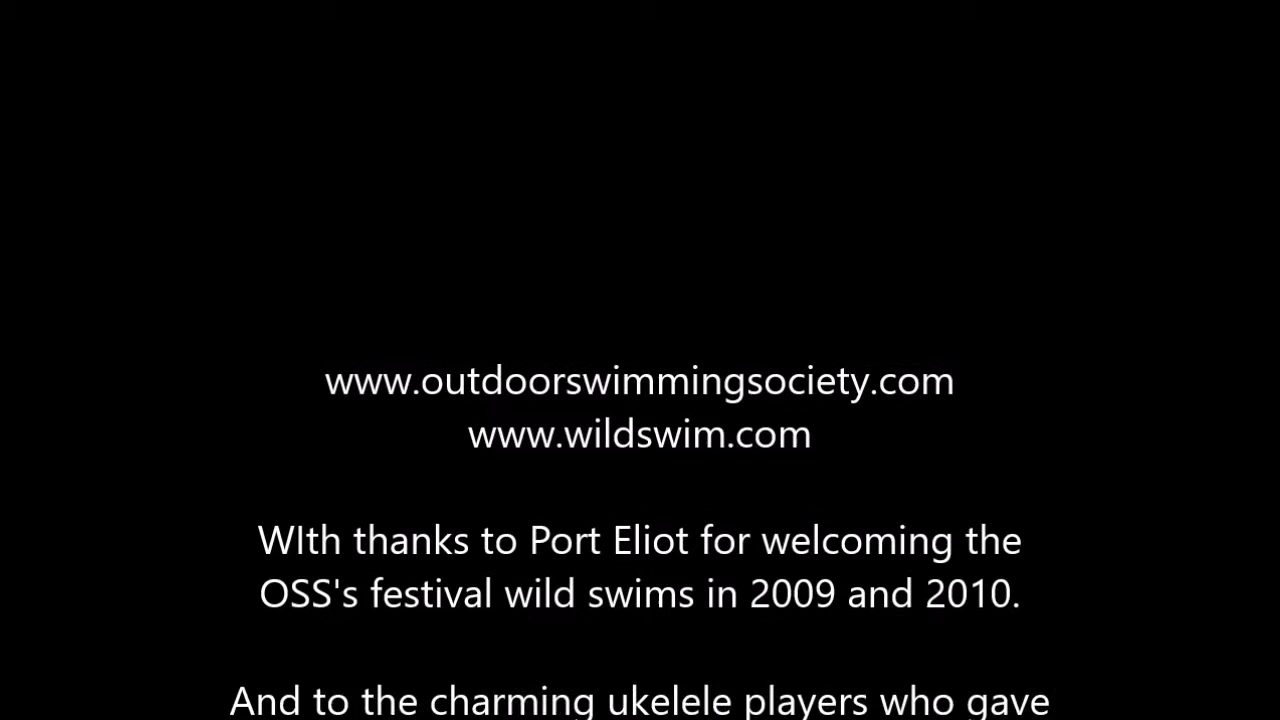 www.outdoorswimmingsociety.com
www.wildswim.com
WIth thanks to Port Eliot for welcoming the
OSS's festival wild swims in 2009 and 2010.
And to the charming ukelele players who gave